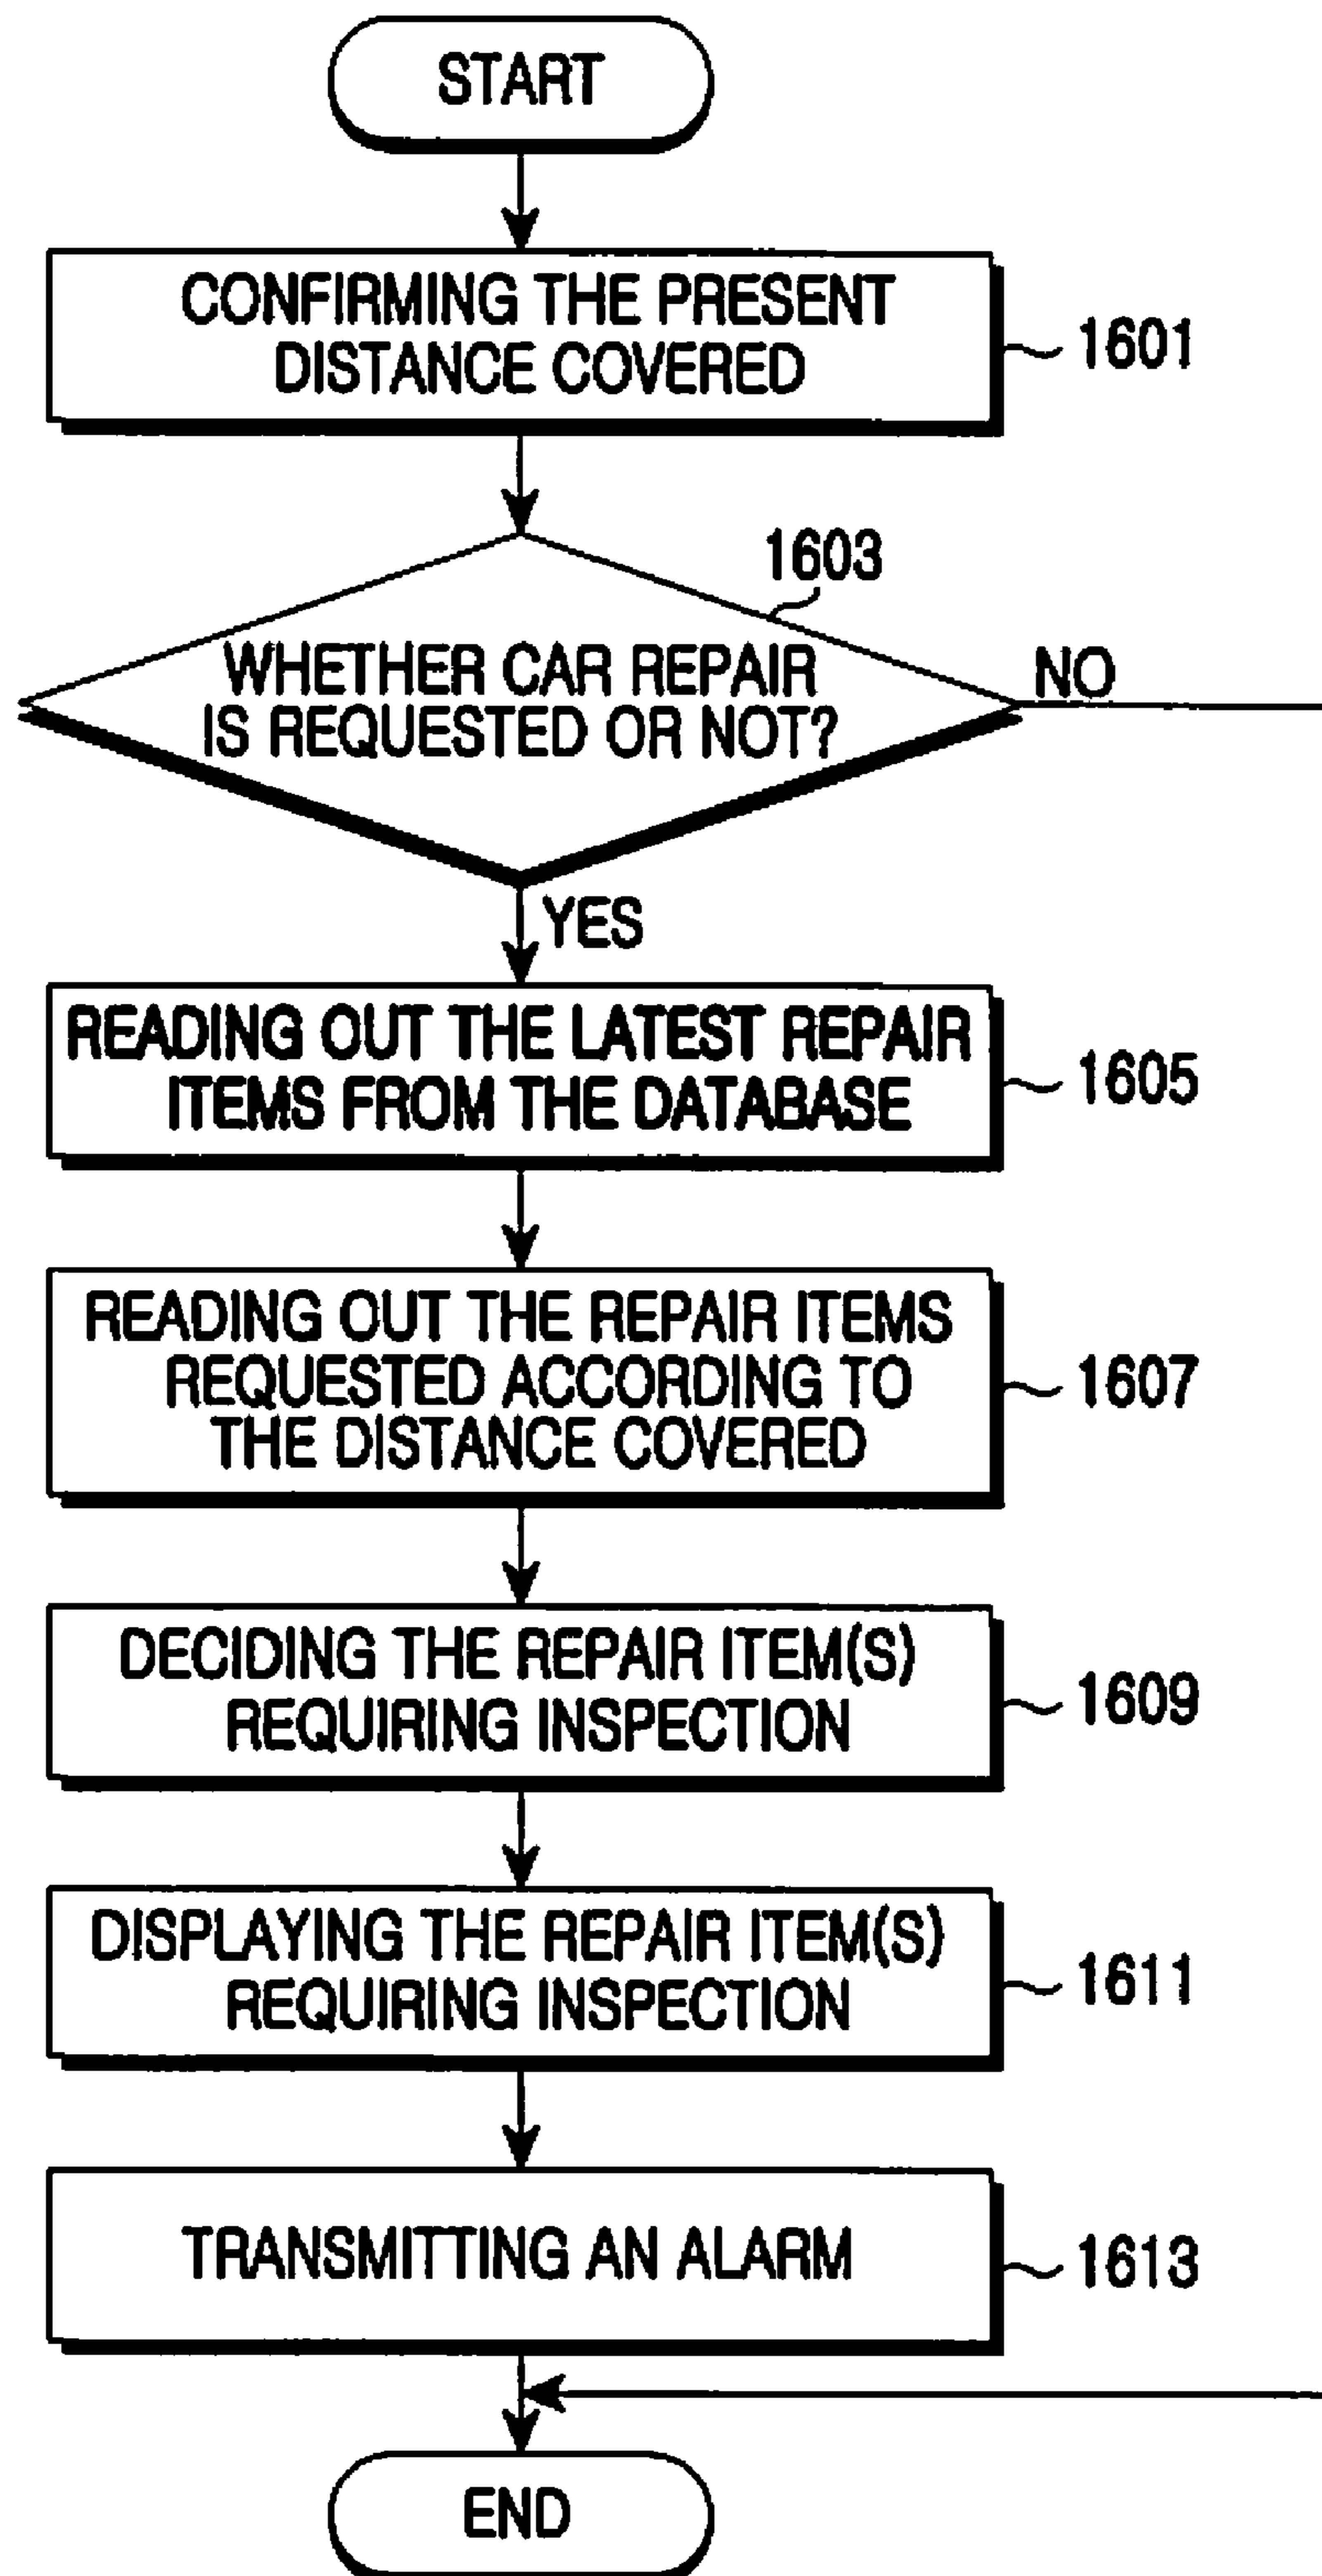 START
CONFIRMING THE PRESENT
DISTANCE COVERED
1601
1603
WHETHER CAR REPAIR
IS REQUESTED OR NOT?
NO
YES
READING OUT THE LATEST REPAIR
ITEMS FROM THE DATABASE
1605
READING OUT THE REPAIR ITEMS
REQUESTED ACCORDING TO
THE DISTANCE COVERED
1607
DECIDING THE REPAIR ITEM(S)
REQUIRING INSPECTION
1609
DISPLAYING THE REPAIR ITEM(S)
REQUIRING INSPECTION
1611
TRANSMITTING AN ALARM
1613
END